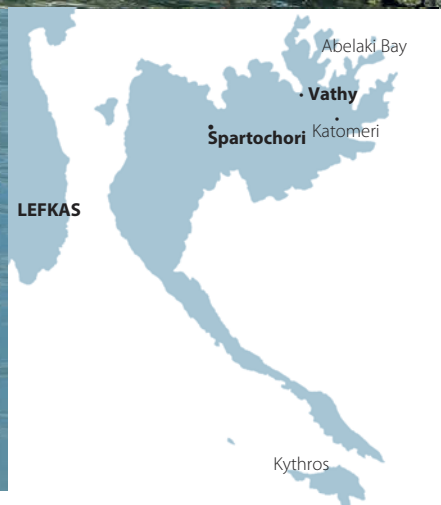 Abelaki Bay
Vathy
Spartochori Katomeri
LEFKAS
Kythros